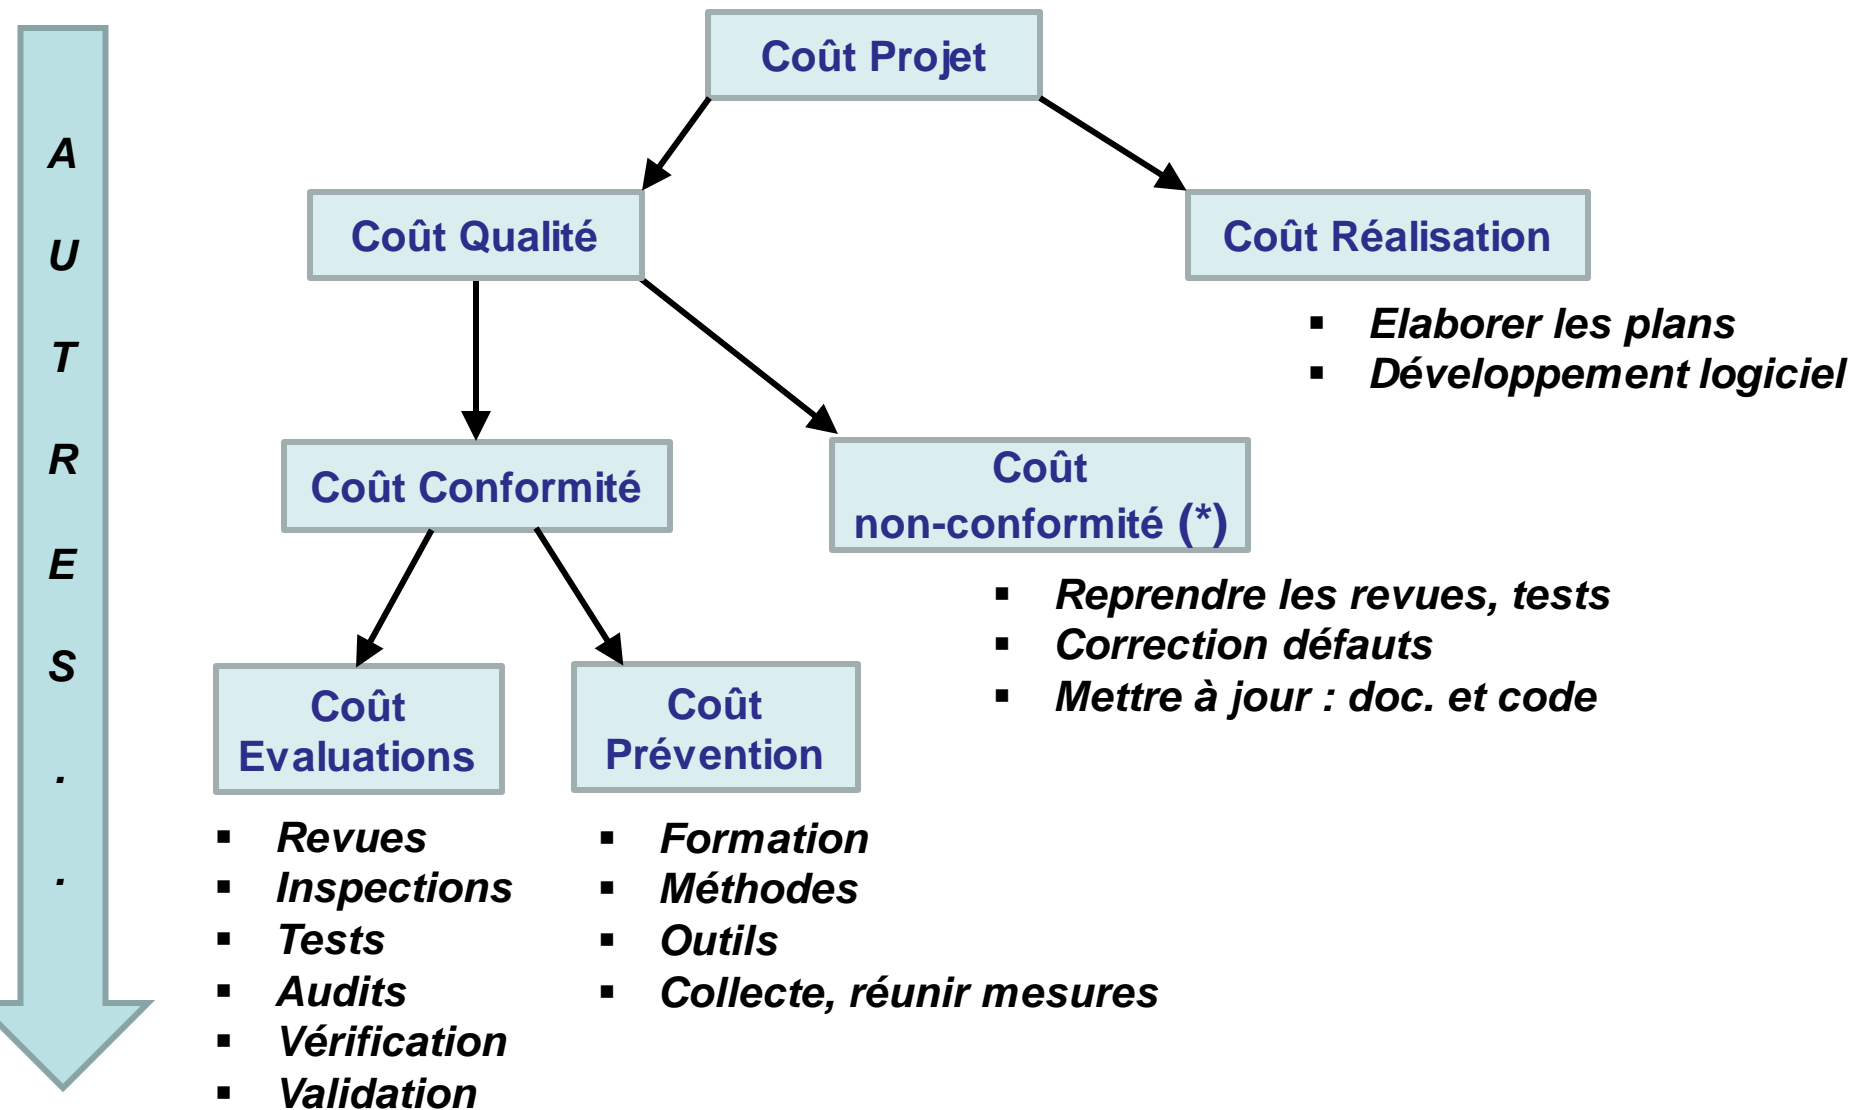 A
U
T
R
E
S
.
.
Coût Projet
Coût Qualité
Coût Réalisation
▪ Elaborer les plans
▪ Développement logiciel
Coût Conformité
Coût
non-conformité (*)
▪ Reprendre les revues, tests
▪ Correction défauts
▪ Mettre à jour : doc. et code
Coût
Evaluations
▪ Revues
▪ Inspections
▪ Tests
▪ Audits
▪ Vérification
▪ Validation
Coût
Prévention
▪ Formation
▪ Méthodes
▪ Outils
▪ Collecte, réunir mesures